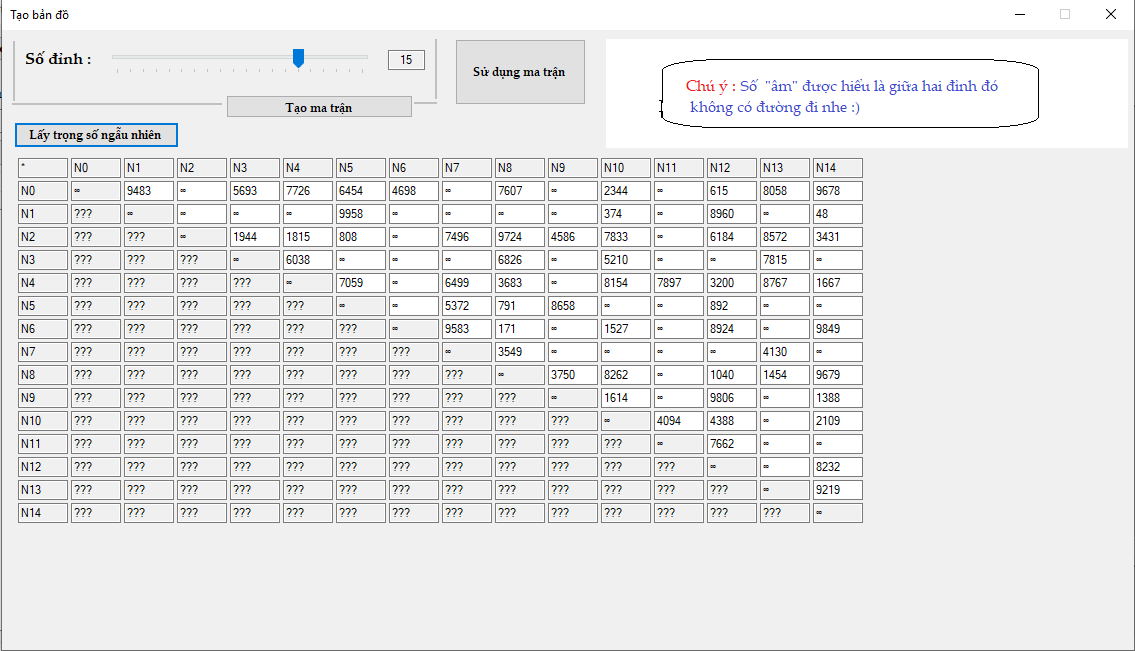 Tạo bản đồ
Số đỉnh :
15
Sử dụng ma trận
Chú ý : Số "âm" được hiểu là giữa hai đỉnh đó
không có đường đi nhe :)
Tạo ma trận
Lấy trọng số ngẫu nhiên
* N0 N1 N2 N3 N4 N5 N6 N7 N8 N9 N10 N11 N12 N13 N14
N0 ∞ 9483 ∞ 5693 7726 6454 4698 ∞ 7607 ∞ 2344 ∞ 615 8058 9678
N1 ??? ∞ ∞ ∞ ∞ 9958 ∞ ∞ ∞ ∞ 374 ∞ 8960 ∞ 48
N2 ??? ??? ∞ 1944 1815 808 ∞ 7496 9724 4586 7833 ∞ 6184 8572 3431
N3 ??? ??? ??? ∞ 6038 ∞ ∞ ∞ 6826 ∞ 5210 ∞ ∞ 7815 ∞
N4 ??? ??? ??? ??? ∞ 7059 ∞ 6499 3683 ∞ 8154 7897 3200 8767 1667
N5 ??? ??? ??? ??? ??? ∞ ∞ 5372 791 8658 ∞ ∞ 892 ∞ ∞
N6 ??? ??? ??? ??? ??? ??? ∞ 9583 171 ∞ 1527 ∞ 8924 ∞ 9849
N7 ??? ??? ??? ??? ??? ??? ??? ∞ 3549 ∞ ∞ ∞ ∞ 4130 ∞
N8 ??? ??? ??? ??? ??? ??? ??? ??? ∞ 3750 8262 ∞ 1040 1454 9679
N9 ??? ??? ??? ??? ??? ??? ??? ??? ??? ∞ 1614 ∞ 9806 ∞ 1388
N10 ??? ??? ??? ??? ??? ??? ??? ??? ??? ??? ∞ 4094 4388 ∞ 2109
N11 ??? ??? ??? ??? ??? ??? ??? ??? ??? ??? ??? ∞ 7662 ∞ ∞
N12 ??? ??? ??? ??? ??? ??? ??? ??? ??? ??? ??? ??? ∞ ∞ 8232
N13 ??? ??? ??? ??? ??? ??? ??? ??? ??? ??? ??? ??? ??? ∞ 9219
N14 ??? ??? ??? ??? ??? ??? ??? ??? ??? ??? ??? ??? ??? ??? ∞